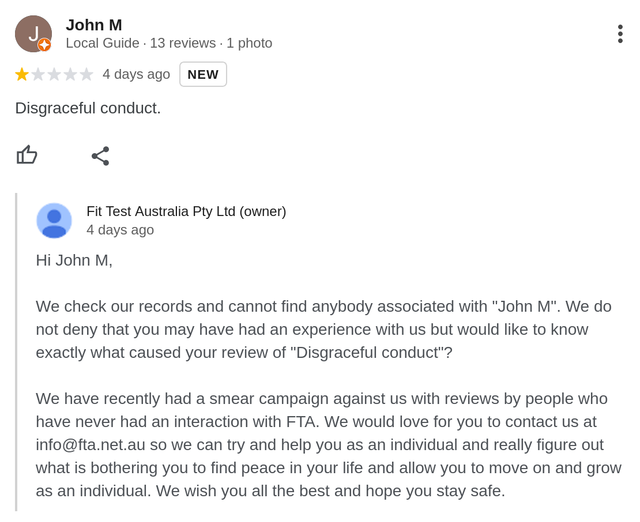 J
John M
Local Guide · 13 reviews · 1 photo
4 days ago NEW
Disgraceful conduct.
Fit Test Australia Pty Ltd (owner)
4 days ago
Hi John M,
We check our records and cannot find anybody associated with "John M". We do
not deny that you may have had an experience with us but would like to know
exactly what caused your review of "Disgraceful conduct"?
We have recently had a smear campaign against us with reviews by people who
have never had an interaction with FTA. We would love for you to contact us at
info@fta.net.au so we can try and help you as an individual and really figure out
what is bothering you to find peace in your life and allow you to move on and grow
as an individual. We wish you all the best and hope you stay safe.